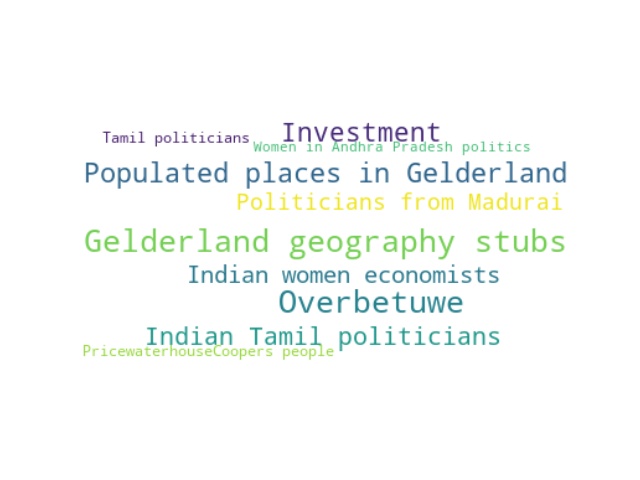 Investment
Tamil politicians
Women in Andhra Pradesh politics
Populated places in Gelderland
Politicians from Madurai
Gelderland geography stubs
Indian women economists
Overbetuwe
Indian Tamil politicians
PricewaterhouseCoopers people